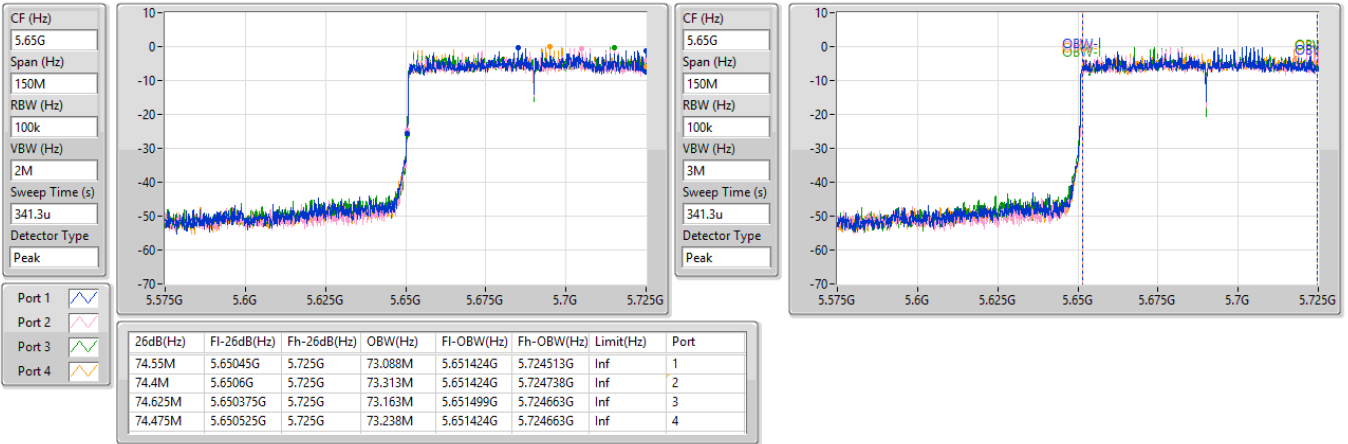 CF (Hz)
5.65G
Span (Hz)
150M
RBW (Hz)
100k
VBW (Hz)
2M
Sweep Time (s)
341.3u
Detector Type
Peak
10-
0-
-10-
-20-
-30-
-40-
-50-
-60-
-70-
5.575G 5.6G 5.625G 5.65G 5.675G 5.7G 5.725G
CF (Hz)
5.65G
Span (Hz)
150M
RBW (Hz)
100k
VBW (Hz)
3M
Sweep Time (s)
341.3u
Detector Type
Peak
10-
0-
-10-
-20-
-30-
-40-
-50-
-60-
-70-
OBW-l
OBW-l
5.575G 5.6G 5.625G 5.65G 5.675G 5.7G 5.725G
Port 1
Port 2
Port 3
Port 4
26dB(Hz) Fl-26dB(Hz) Fh-26dB(Hz) OBW(Hz) Fl-OBW(Hz) Fh-OBW(Hz) Limit(Hz) Port
74.55M 5.65045G 5.725G 73.088M 5.651424G 5.724513G Inf 1
74.4M 5.6506G 5.725G 73.313M 5.651424G 5.724738G Inf 2
74.625M 5.650375G 5.725G 73.163M 5.651499G 5.724663G Inf 3
74.475M 5.650525G 5.725G 73.238M 5.651424G 5.724663G Inf 4